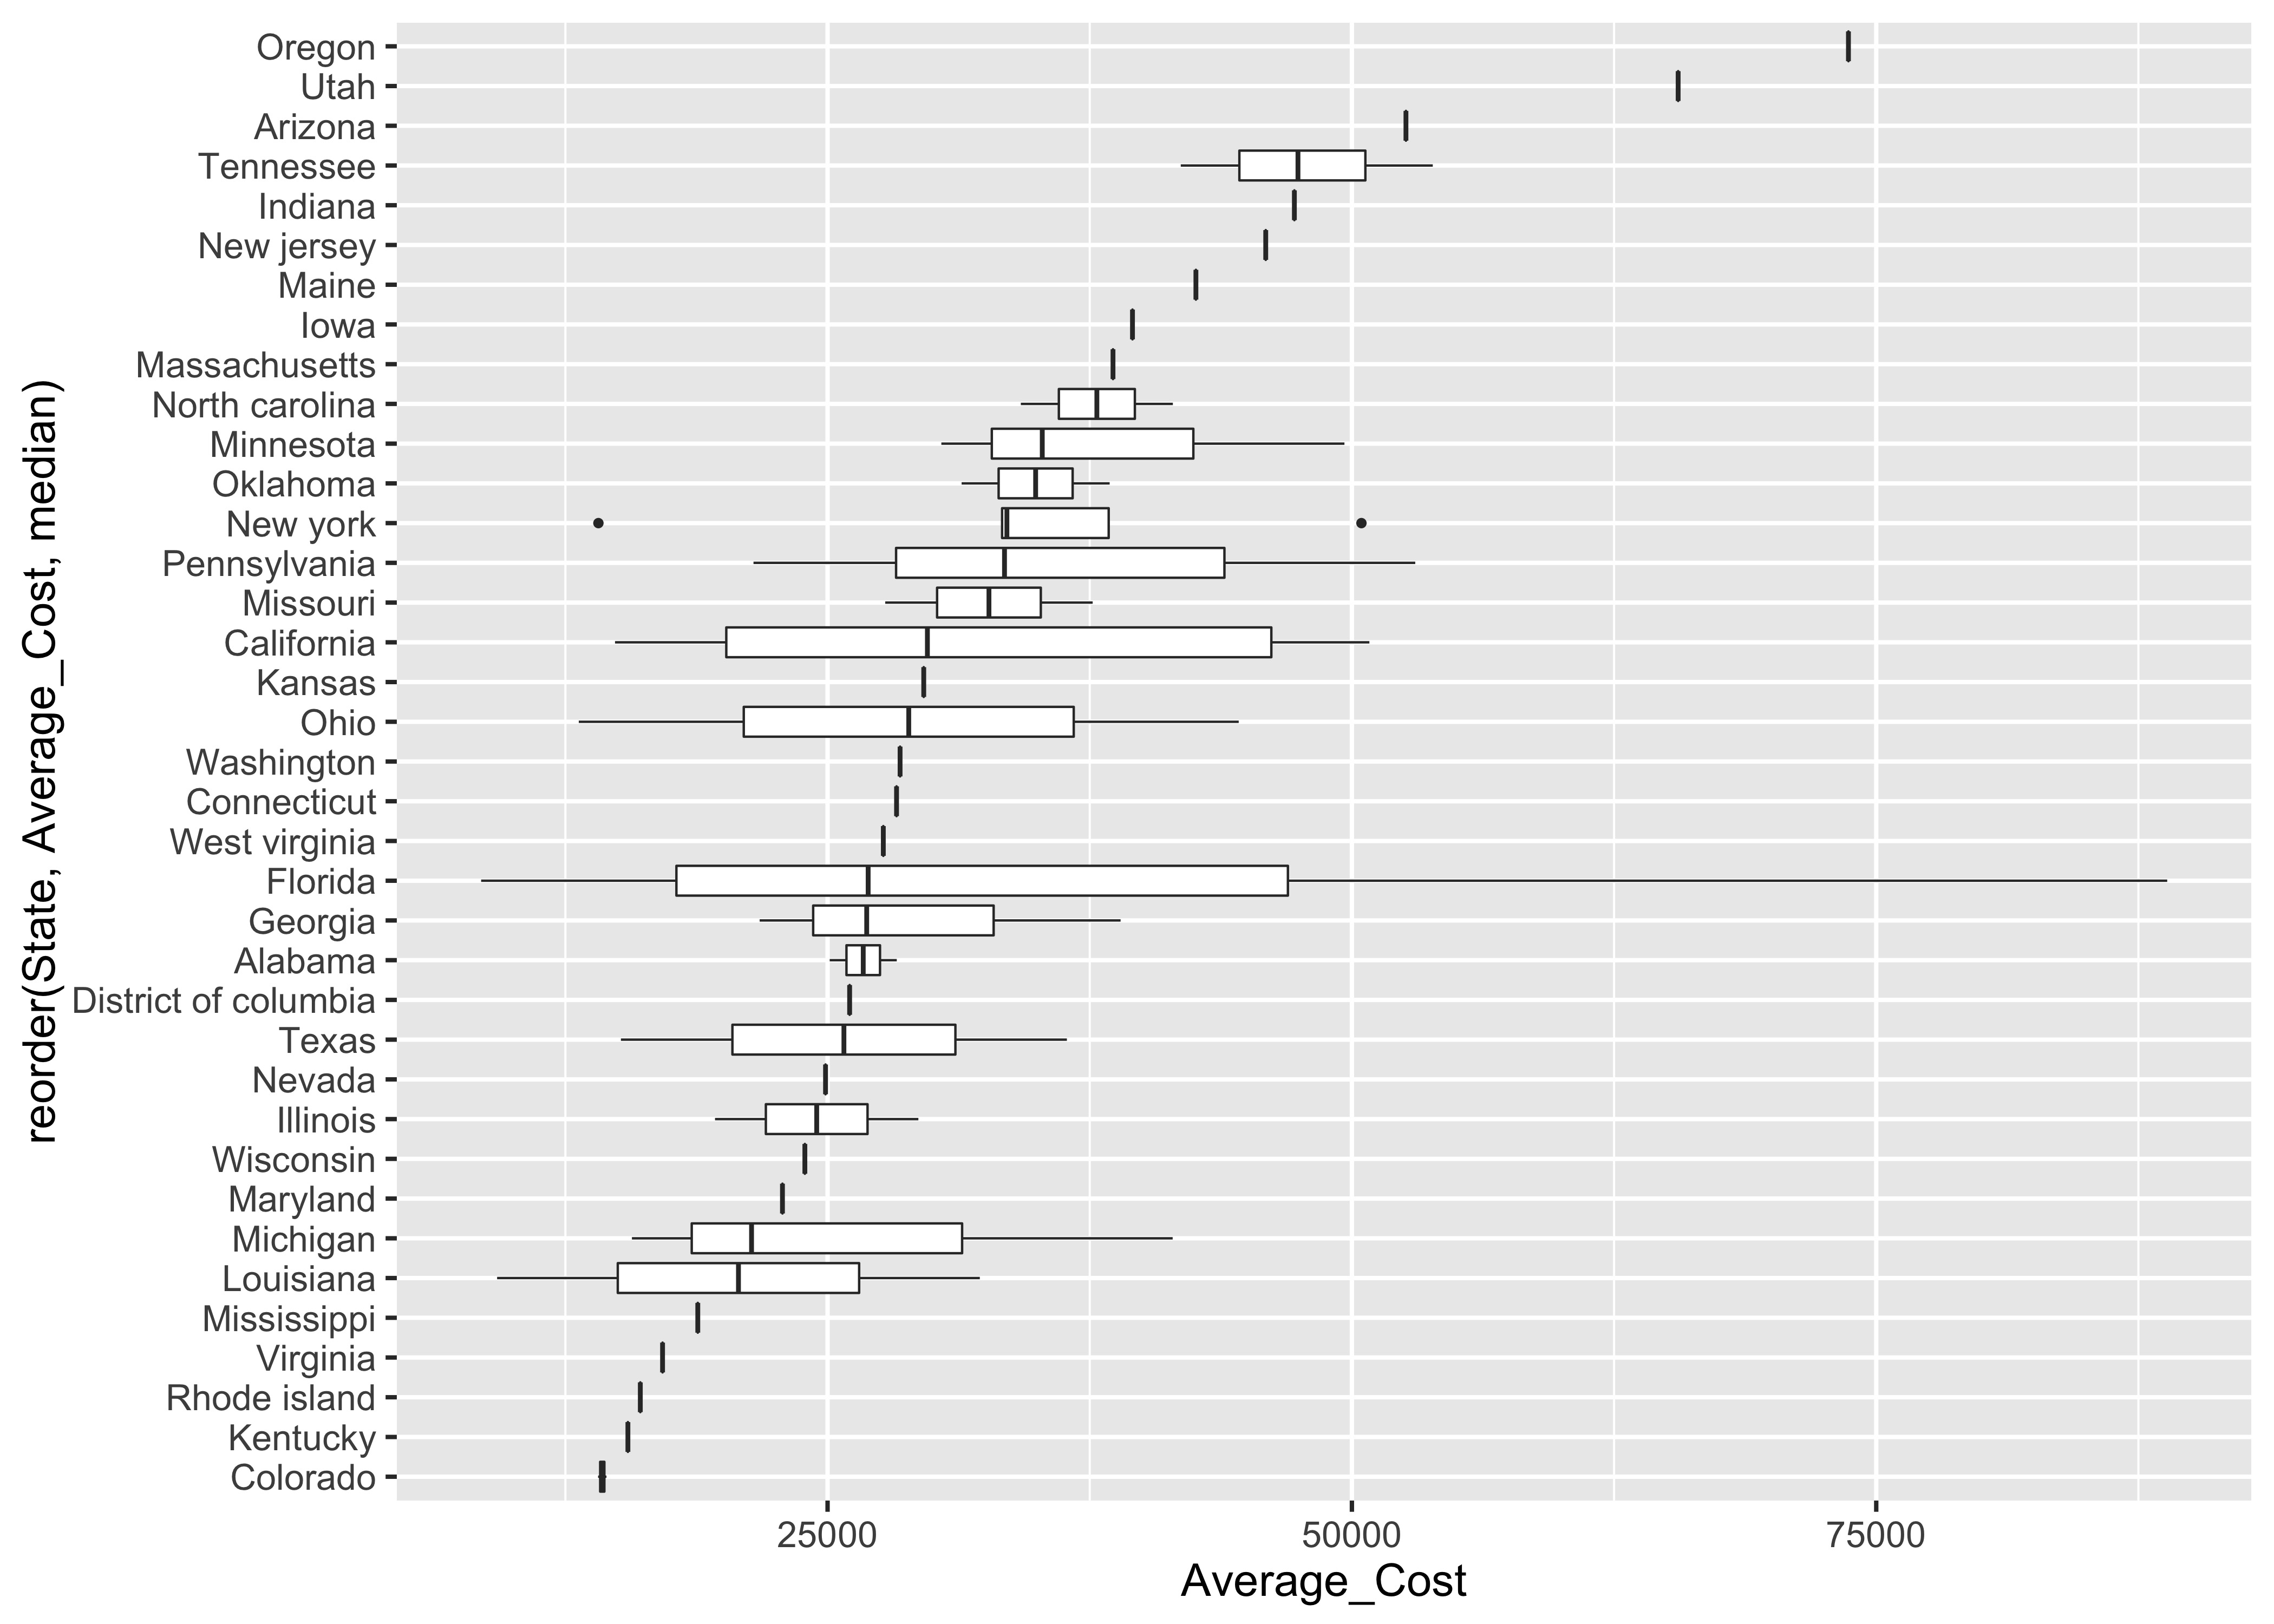 reorder(State, Average_Cost, median)
Oregon
Utah
Arizona
Tennessee
Indiana
New jersey
Maine
Iowa
Massachusetts
North carolina
Minnesota
Oklahoma
New york
Pennsylvania
Missouri
California
Kansas
Ohio
Washington
Connecticut
West virginia
Florida
Georgia
Alabama
District of columbia
Texas
Nevada
Illinois
Wisconsin
Maryland
Michigan
Louisiana
Mississippi
Virginia
Rhode island
Kentucky
Colorado
25000 50000 75000
Average_Cost